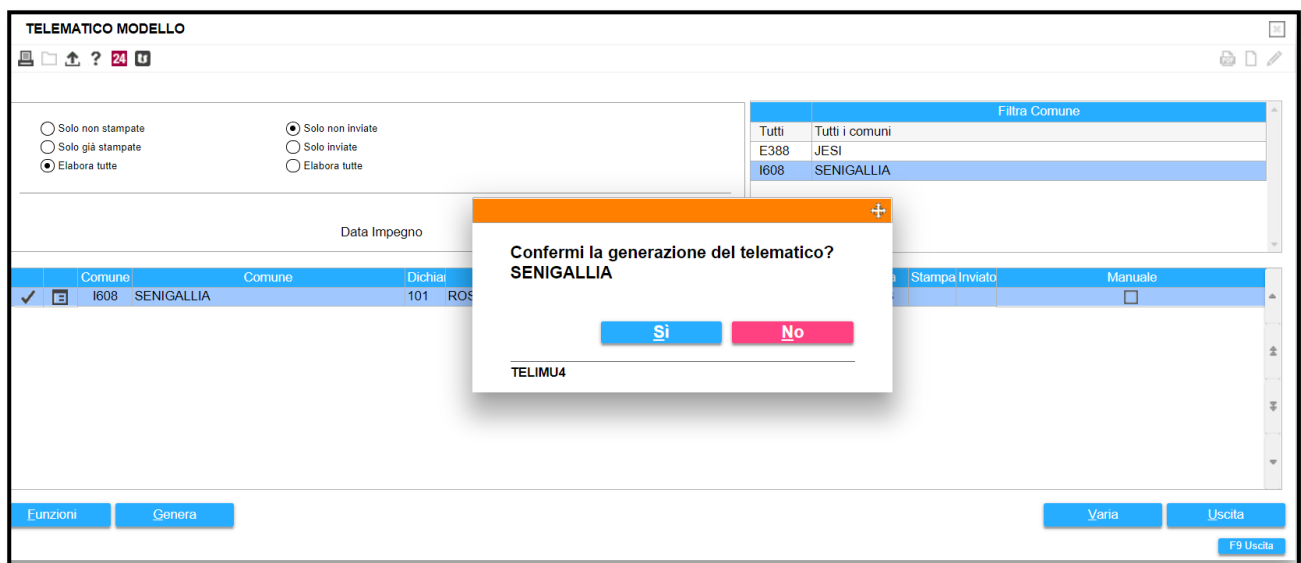 TELEMATICO MODELLO
? 24
Solo non stampate
Solo non inviate
Solo già stampate
Solo inviate
Elabora tutte
Elabora tutte
Data Impegno
Filtra Comune
Tutti Tutti i comuni
E388 JESI
I608 SENIGALLIA
Confermi la generazione del telematico?
SENIGALLIA
Sì No
TELIMU4
Comune Comune Dichiar Stampa Inviato Manuale
I608 SENIGALLIA 101 ROS
Funzioni Genera Varia Uscita
F9 Uscita